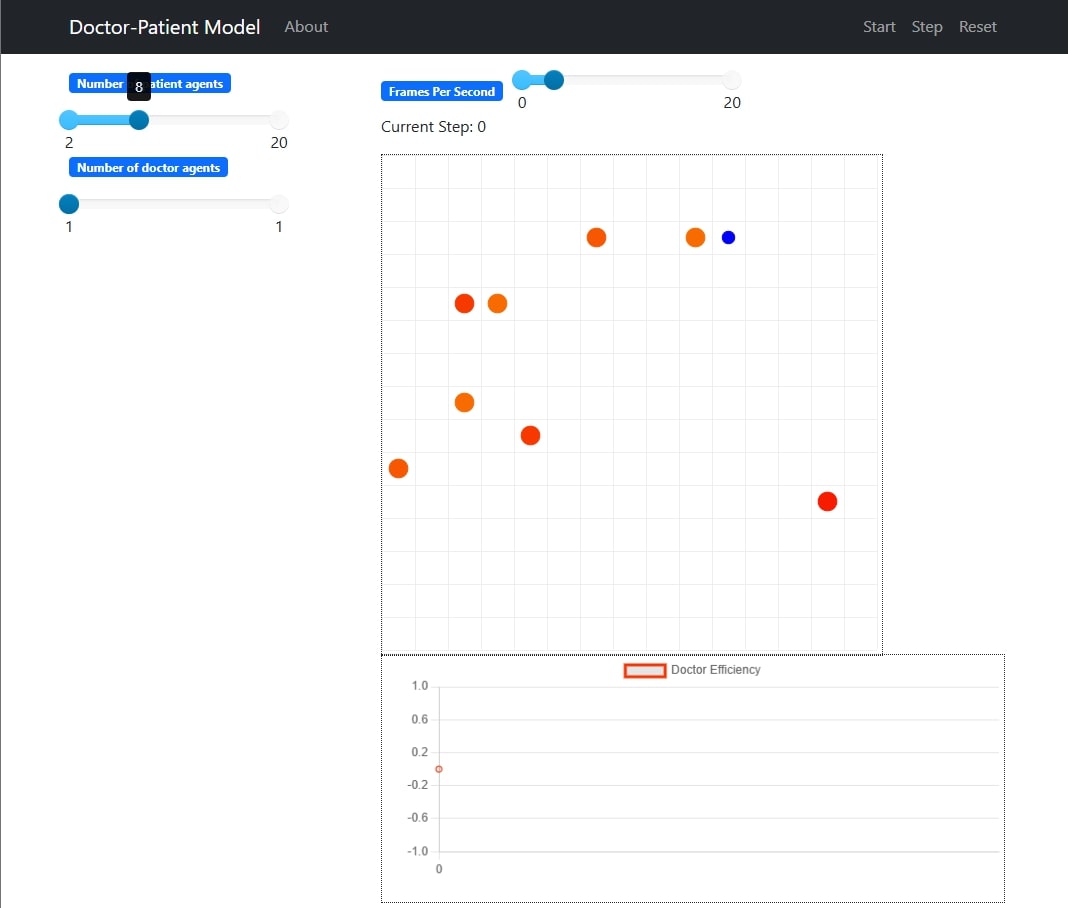 Doctor-Patient Model About Start Step Reset
Number atient agents
8
2 20
Number of doctor agents
1 1
Frames Per Second
0 20
Current Step: 0
Doctor Efficiency
1.0
0.6
0.2
-0.2
-0.6
-1.0
0